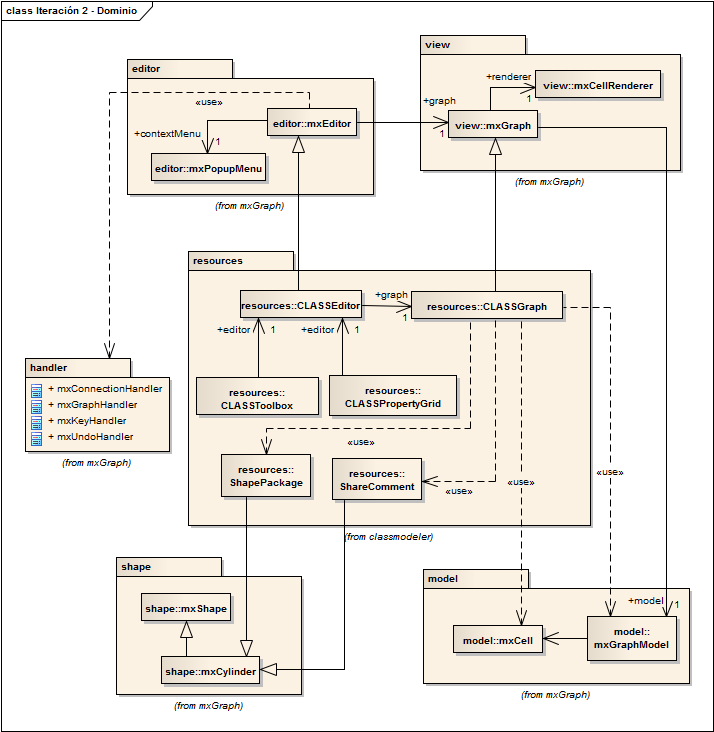 class Iteración 2 - Dominio
editor
«use»
editor::mxEditor
+contextMenu
1
editor::mxPopupMenu
(from mxGraph)
view
+renderer
1
view::mxCellRenderer
+graph
1
view::mxGraph
(from mxGraph)
resources
resources::CLASSEditor
+graph
1
resources::CLASSGraph
+editor
1
+editor
1
resources::
CLASSToolbox
resources::
CLASSPropertyGrid
«use»
resources::
ShapePackage
resources::
ShareComment
«use»
«use»
«use»
(from classmodeler)
handler
+ mxConnectionHandler
+ mxGraphHandler
+ mxKeyHandler
+ mxUndoHandler
(from mxGraph)
shape
shape::mxShape
shape::mxCylinder
(from mxGraph)
model
+model
1
model::mxCell
model::
mxGraphModel
(from mxGraph)